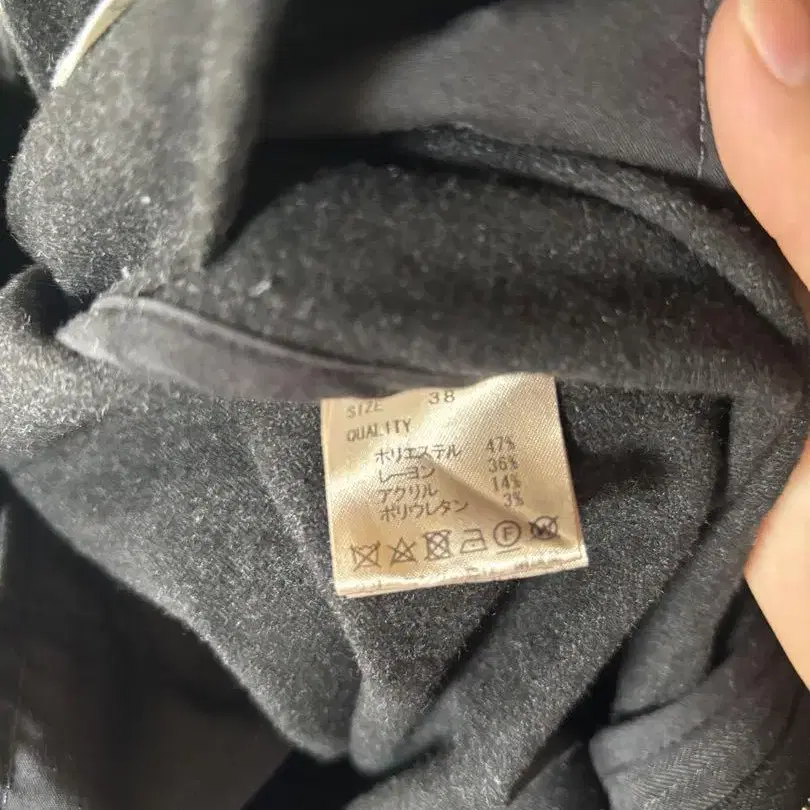 SIZE 38
QUALITY
ポリエステル 47%
レーヨン 36%
アクリル 14%
ポリウレタン 3%
F W